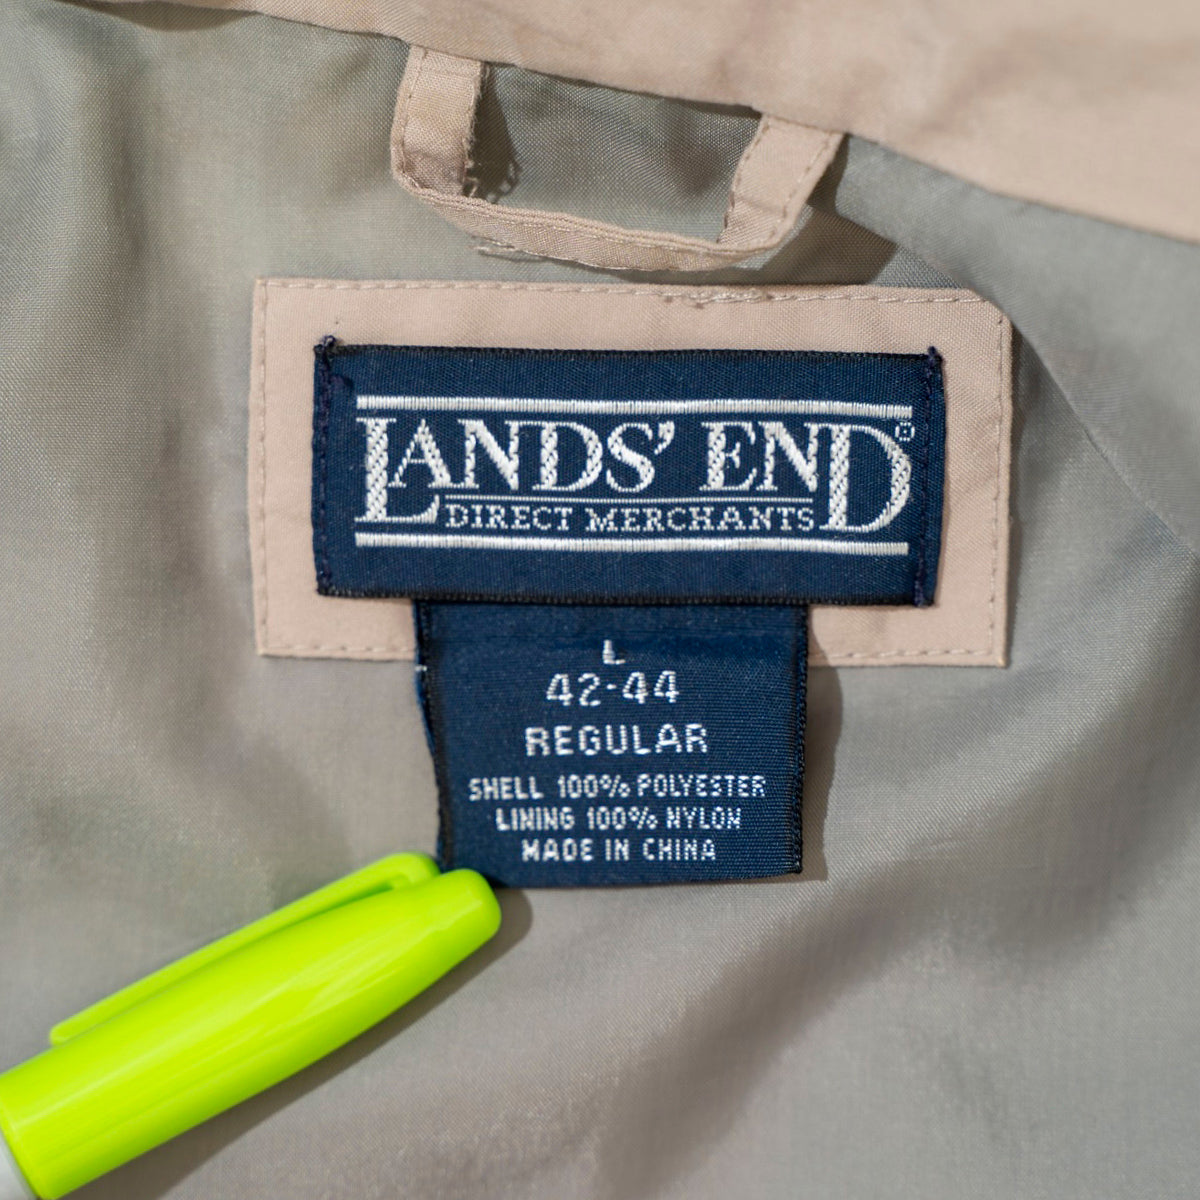 LANDS' END®
DIRECT MERCHANTS
L
42-44
REGULAR
SHELL 100% POLYESTER
LINING 100% NYLON
MADE IN CHINA